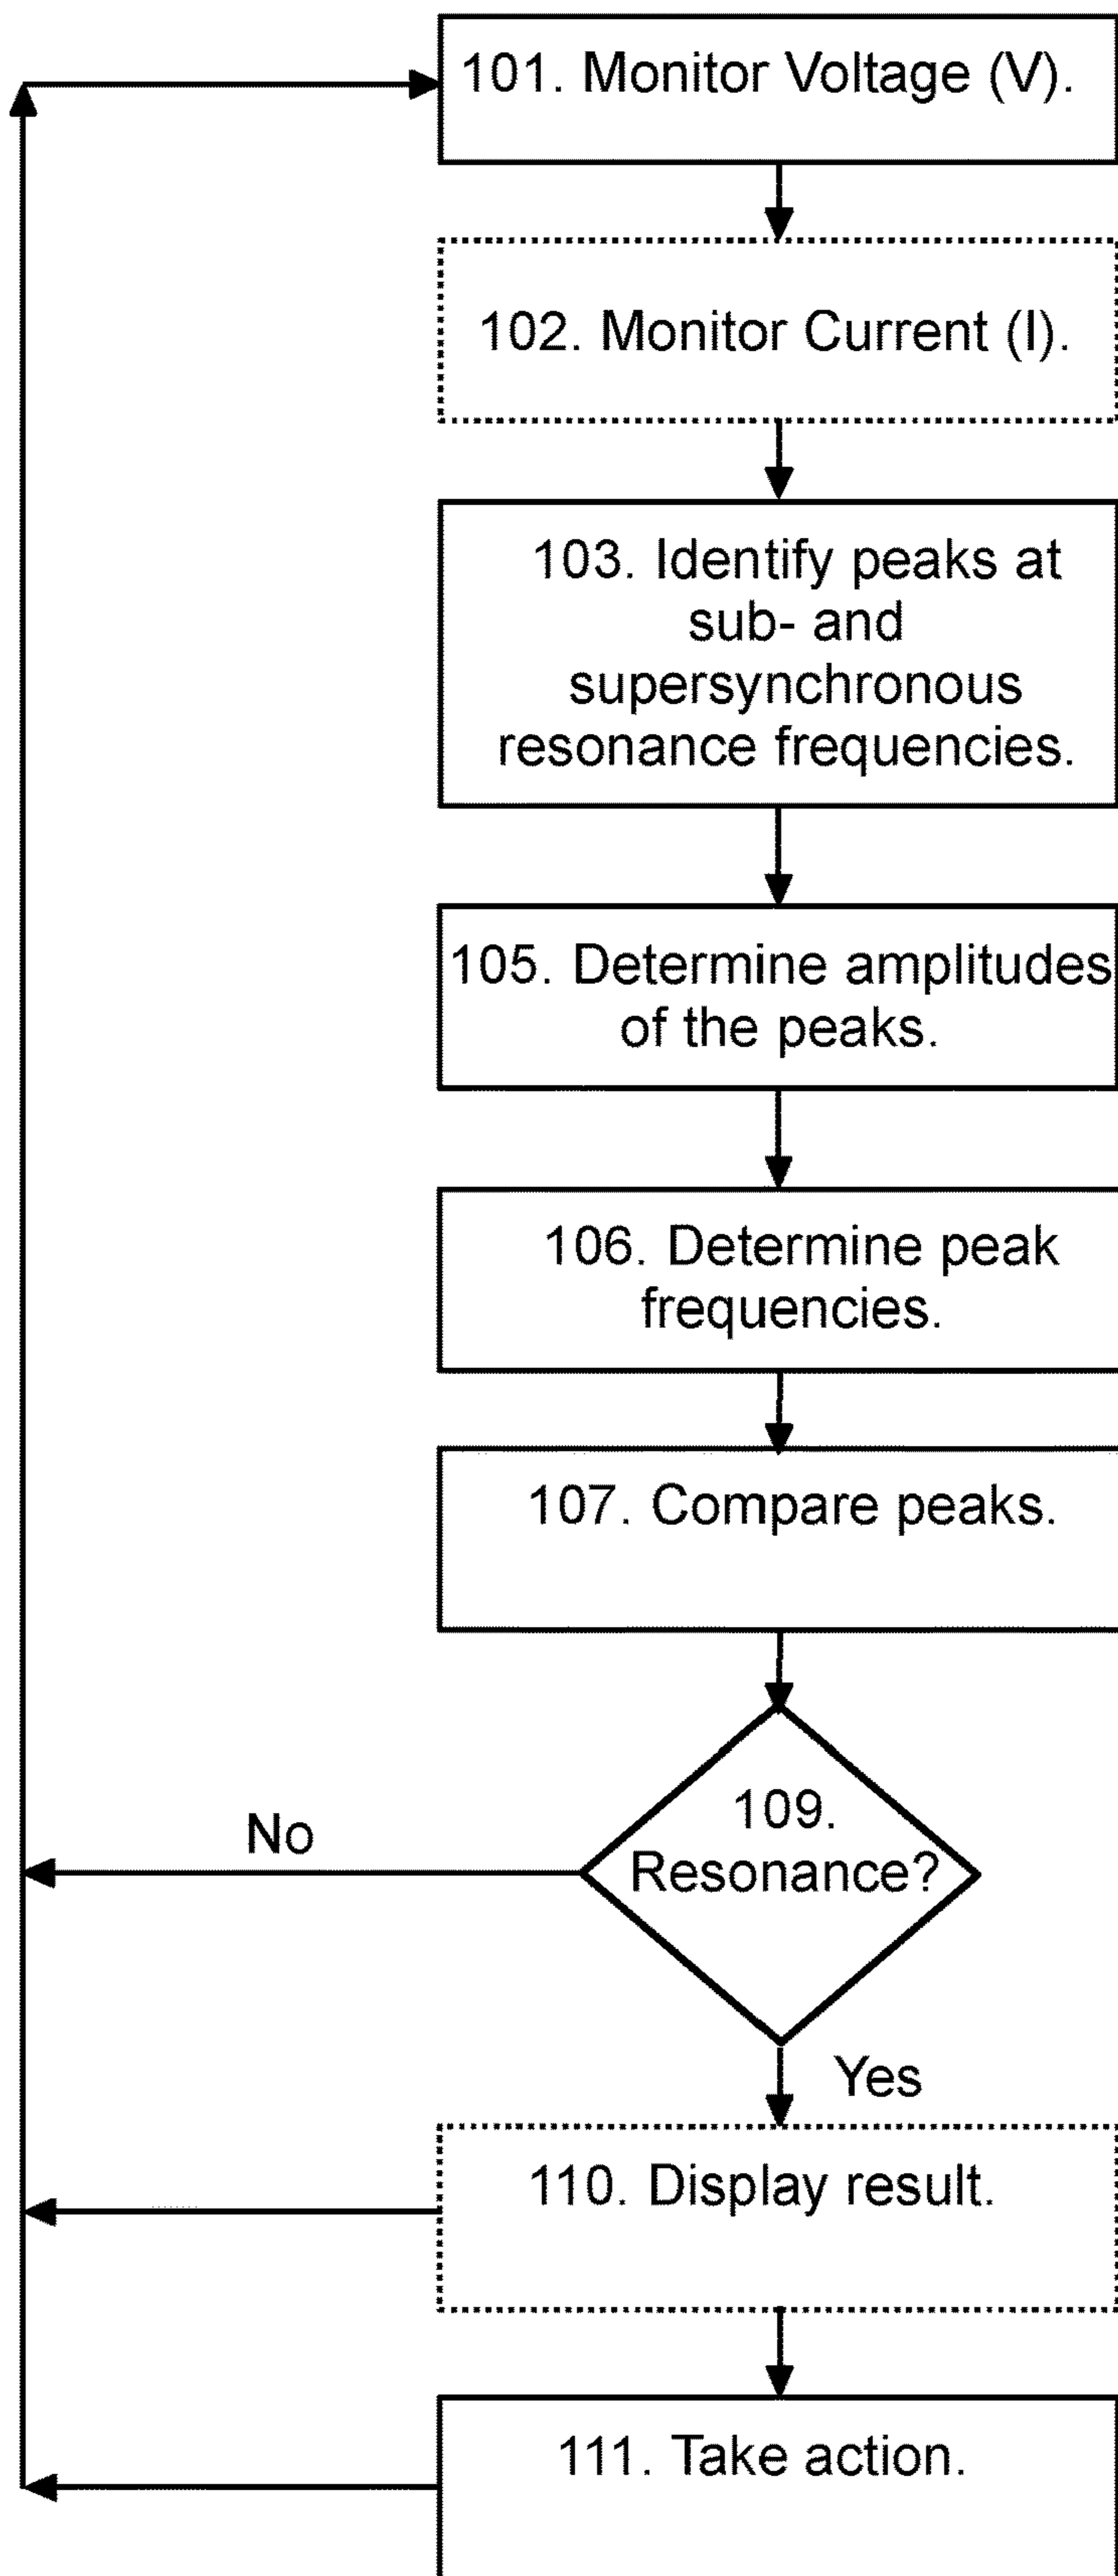 101. Monitor Voltage (V).
102. Monitor Current (I).
103. Identify peaks at
sub- and
supersynchronous
resonance frequencies.
105. Determine amplitudes
of the peaks.
106. Determine peak
frequencies.
107. Compare peaks.
109.
Resonance?
No
Yes
110. Display result.
111. Take action.